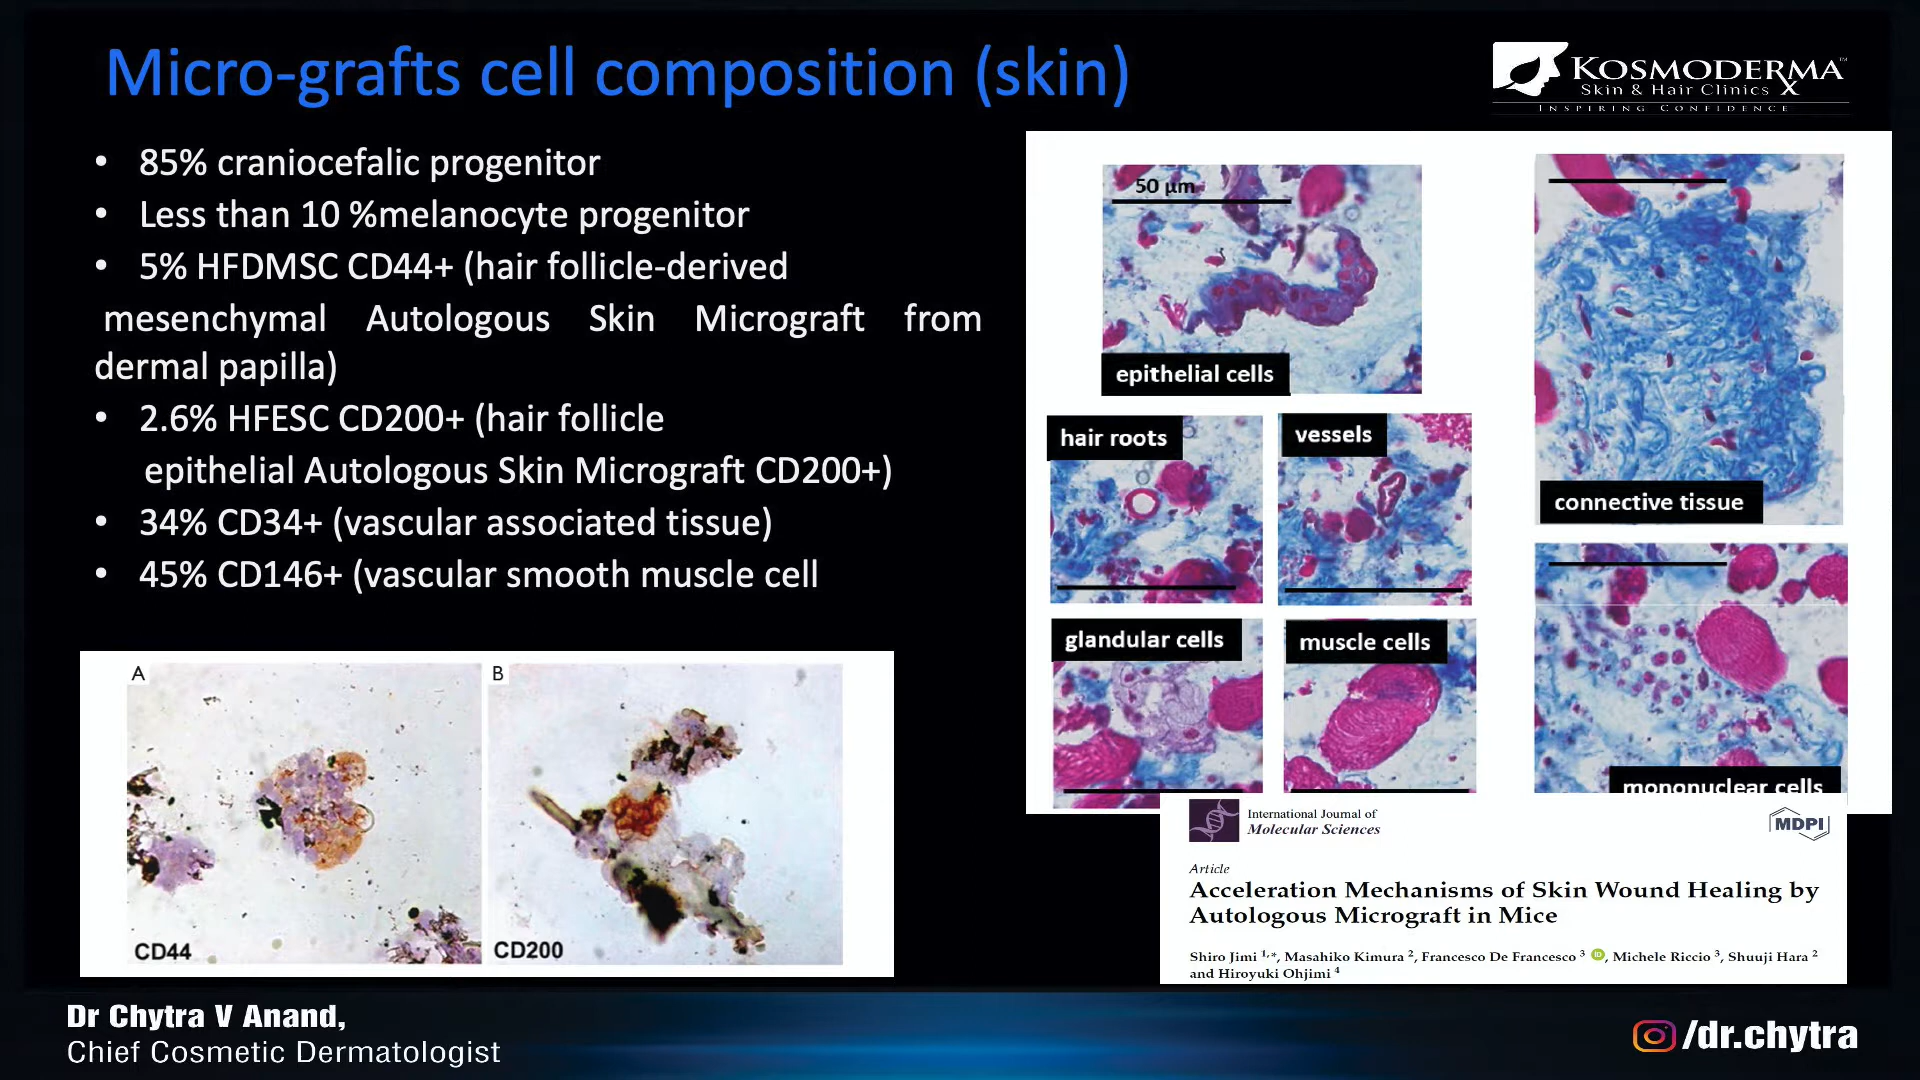 Micro-grafts cell composition (skin)
KOSMODERMA™
Skin & Hair Clinics X
INSPIRING CONFIDENCE
• 85% craniocefalic progenitor
• Less than 10 %melanocyte progenitor
• 5% HFDMSC CD44+ (hair follicle-derived
mesenchymal Autologous Skin Micrograft from
dermal papilla)
• 2.6% HFESC CD200+ (hair follicle
epithelial Autologous Skin Micrograft CD200+)
• 34% CD34+ (vascular associated tissue)
• 45% CD146+ (vascular smooth muscle cell
50 µm
epithelial cells
hair roots
vessels
connective tissue
glandular cells
muscle cells
mononuclear cells
A
B
CD44
CD200
International Journal of
Molecular Sciences
MDPI
Article
Acceleration Mechanisms of Skin Wound Healing by
Autologous Micrograft in Mice
Shiro Jimi 1,*, Masahiko Kimura 2, Francesco De Francesco 3 iD, Michele Riccio 3, Shuuji Hara 2
and Hiroyuki Ohjimi 4
Dr Chytra V Anand,
Chief Cosmetic Dermatologist
/dr.chytra